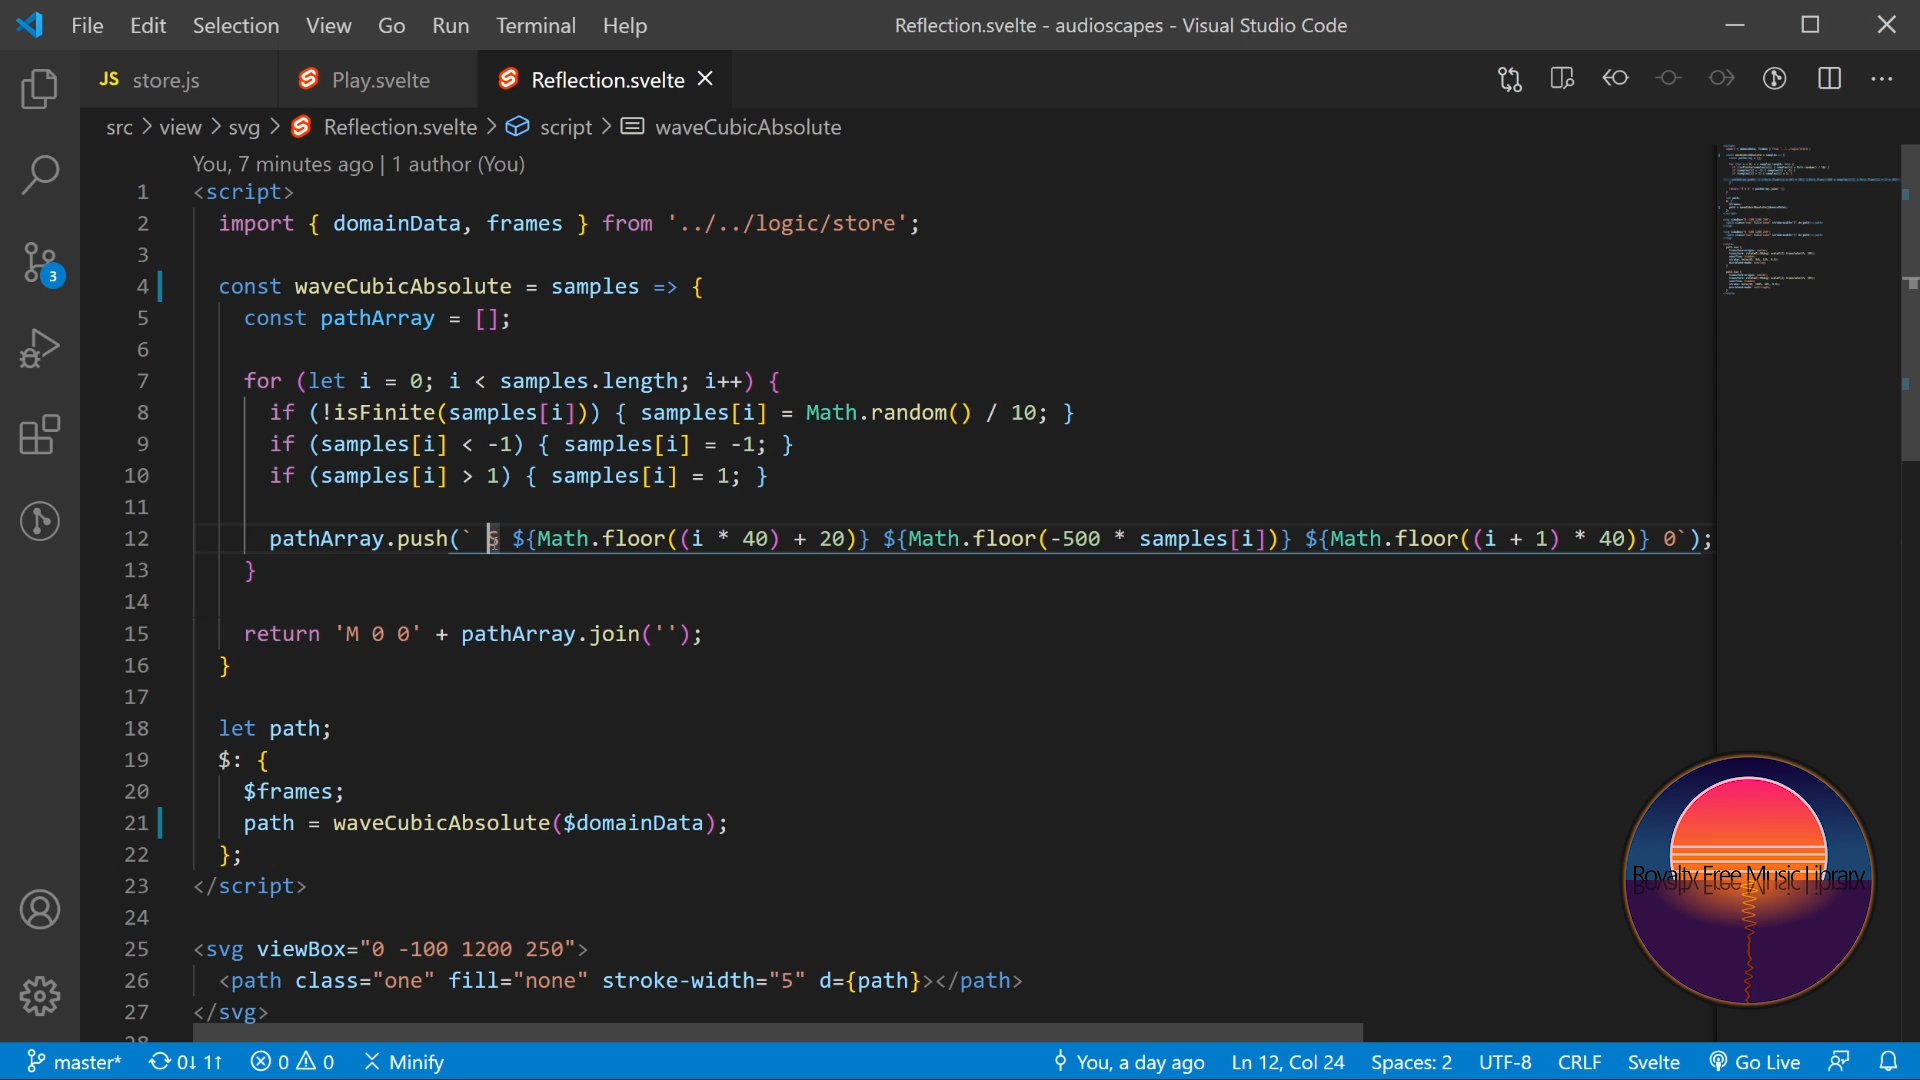 File Edit Selection View Go Run Terminal Help
Reflection.svelte - audioscapes - Visual Studio Code
JS store.js Play.svelte Reflection.svelte
src > view > svg > Reflection.svelte > script > waveCubicAbsolute
You, 7 minutes ago | 1 author (You)
1 <script>
2 import { domainData, frames } from '../../logic/store';
3
4 const waveCubicAbsolute = samples => {
5 const pathArray = [];
6
7 for (let i = 0; i < samples.length; i++) {
8 if (!isFinite(samples[i])) { samples[i] = Math.random() / 10; }
9 if (samples[i] < -1) { samples[i] = -1; }
10 if (samples[i] > 1) { samples[i] = 1; }
11
12 pathArray.push(` S ${Math.floor((i * 40) + 20)} ${Math.floor(-500 * samples[i])} ${Math.floor((i + 1) * 40)} 0`);
13 }
14
15 return 'M 0 0' + pathArray.join('');
16 }
17
18 let path;
19 $: {
20 $frames;
21 path = waveCubicAbsolute($domainData);
22 };
23 </script>
24
25 <svg viewBox="0 -100 1200 250">
26 <path class="one" fill="none" stroke-width="5" d={path}></path>
27 </svg>
28
3
Royalty Free Music Library
master* 0↓ 1↑ 0 0 Minify
You, a day ago Ln 12, Col 24 Spaces: 2 UTF-8 CRLF Svelte Go Live